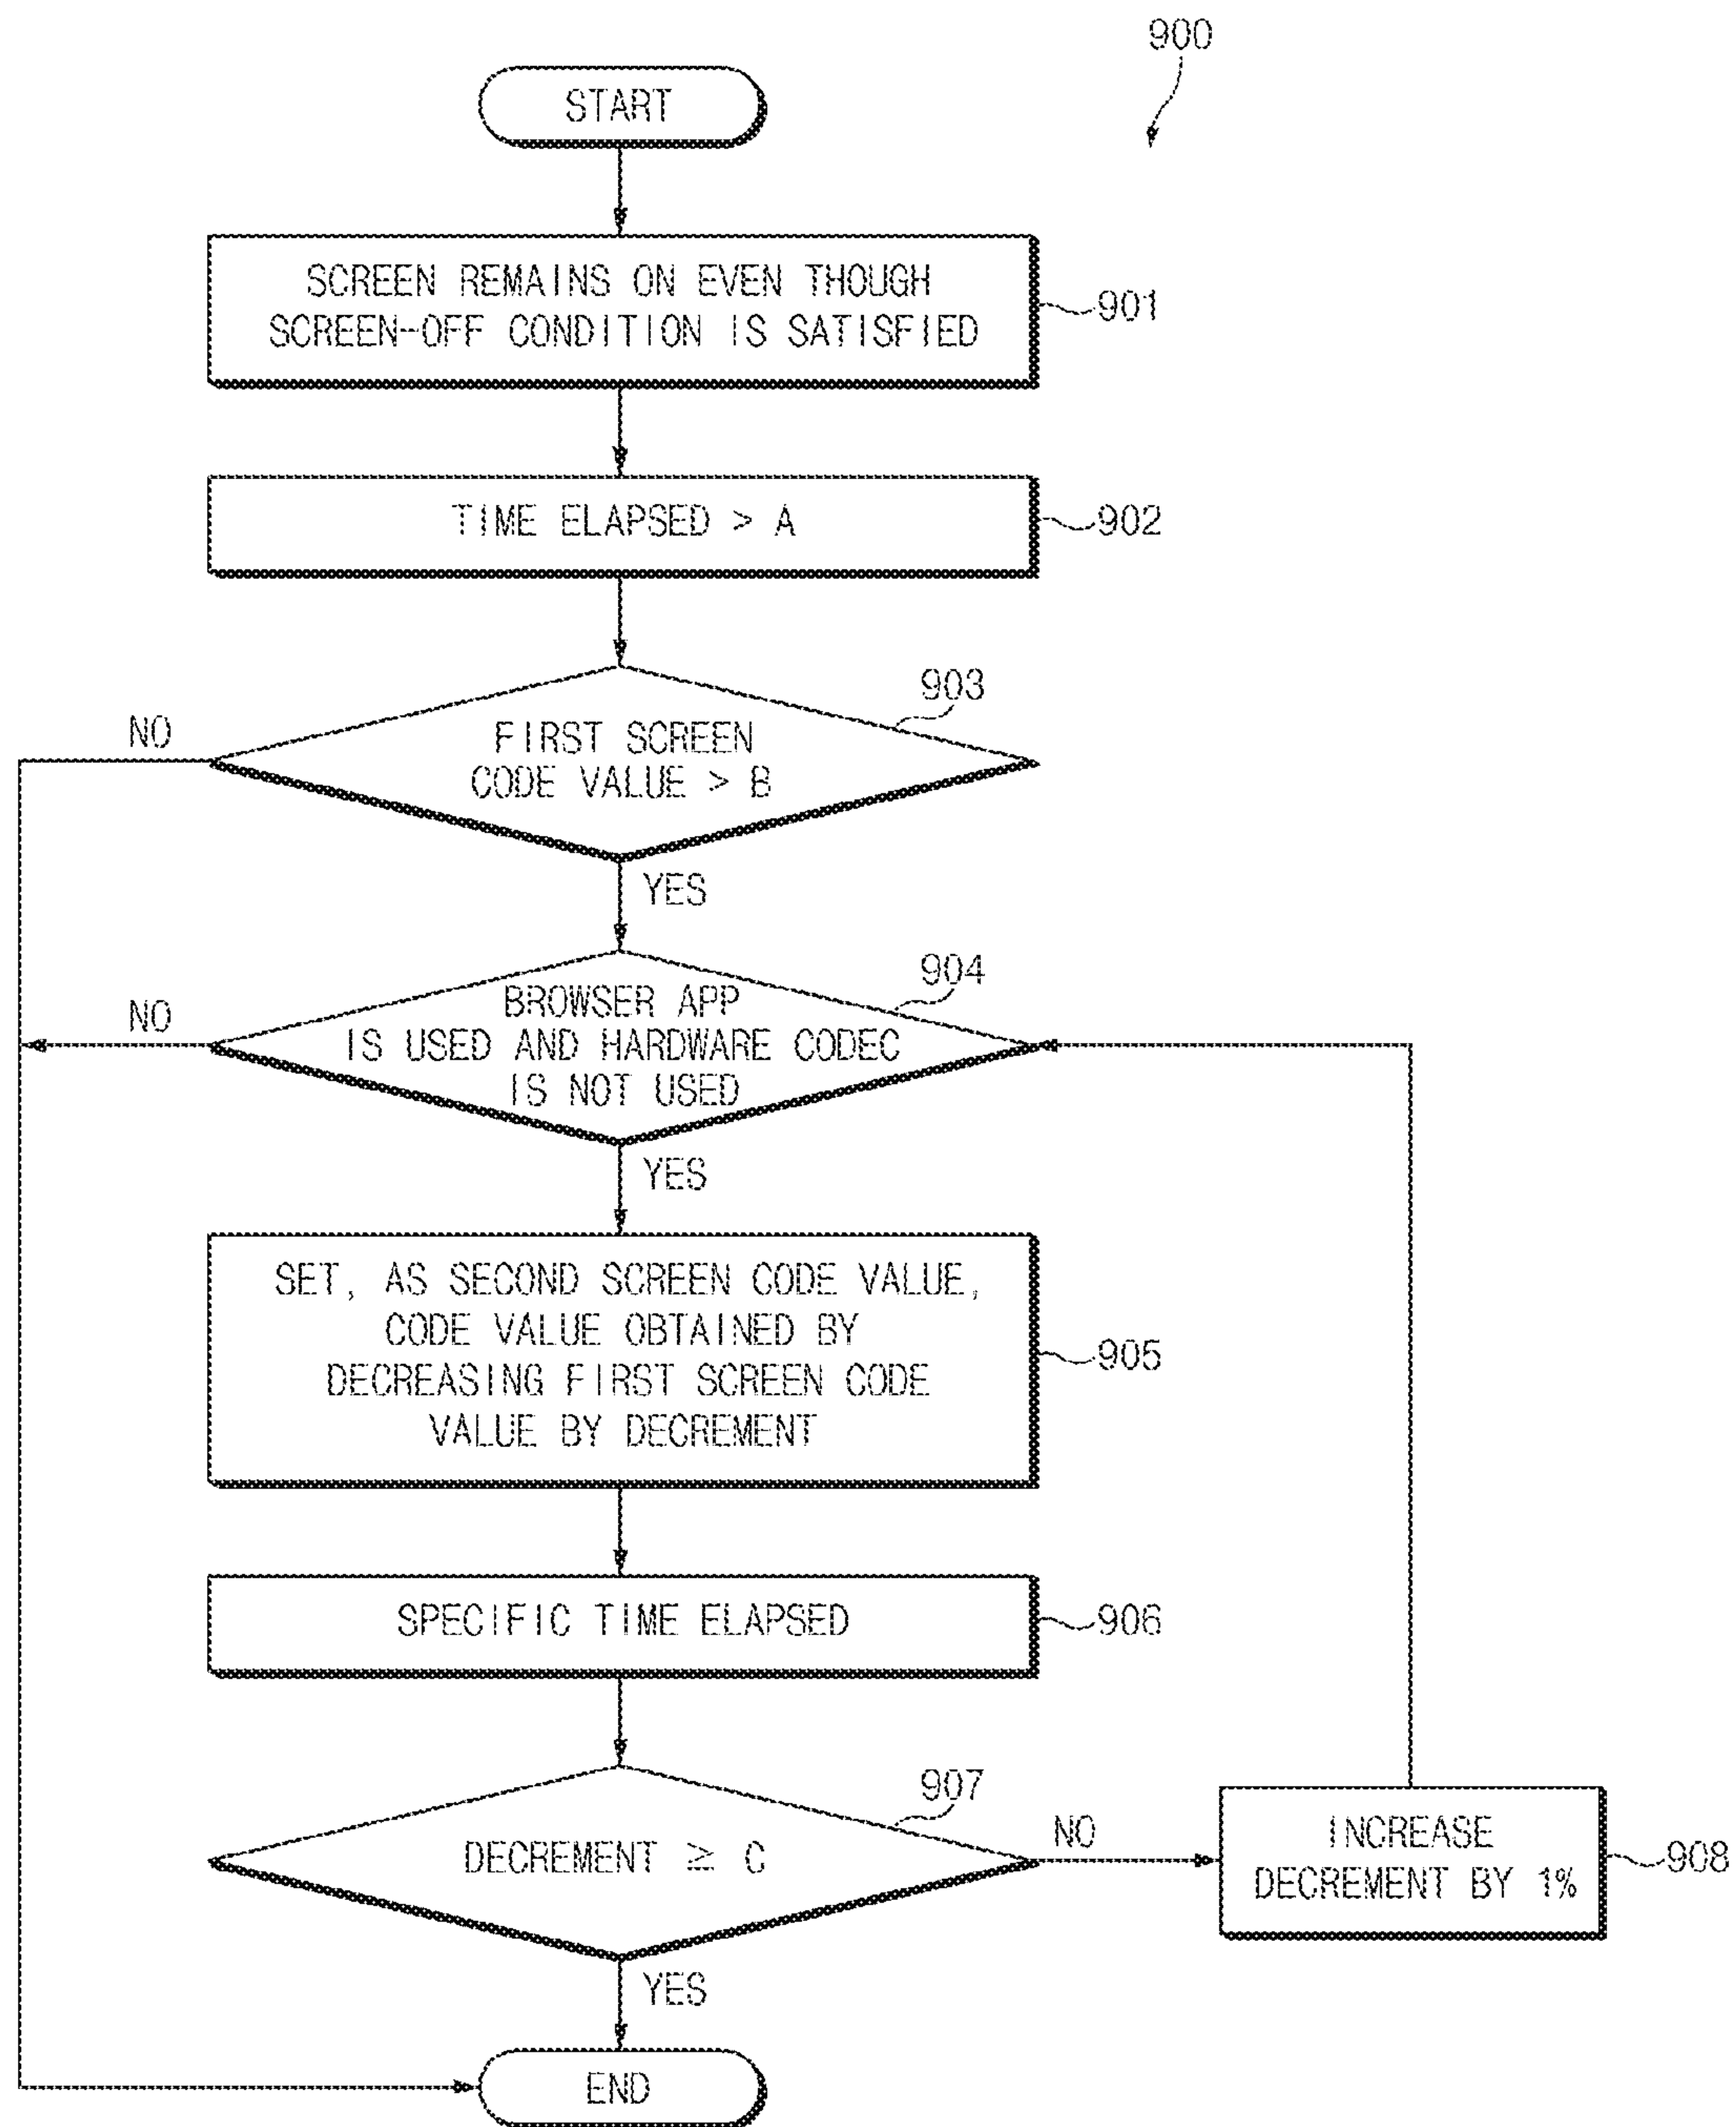 900
START
SCREEN REMAINS ON EVEN THOUGH
SCREEN-OFF CONDITION IS SATISFIED
901
TIME ELAPSED > A
902
903
NO
FIRST SCREEN
CODE VALUE > B
YES
904
NO
BROWSER APP
IS USED AND HARDWARE CODEC
IS NOT USED
YES
SET, AS SECOND SCREEN CODE VALUE,
CODE VALUE OBTAINED BY
DECREASING FIRST SCREEN CODE
VALUE BY DECREMENT
905
SPECIFIC TIME ELAPSED
906
907
DECREMENT ≧ C
NO
INCREASE
DECREMENT BY 1%
908
YES
END